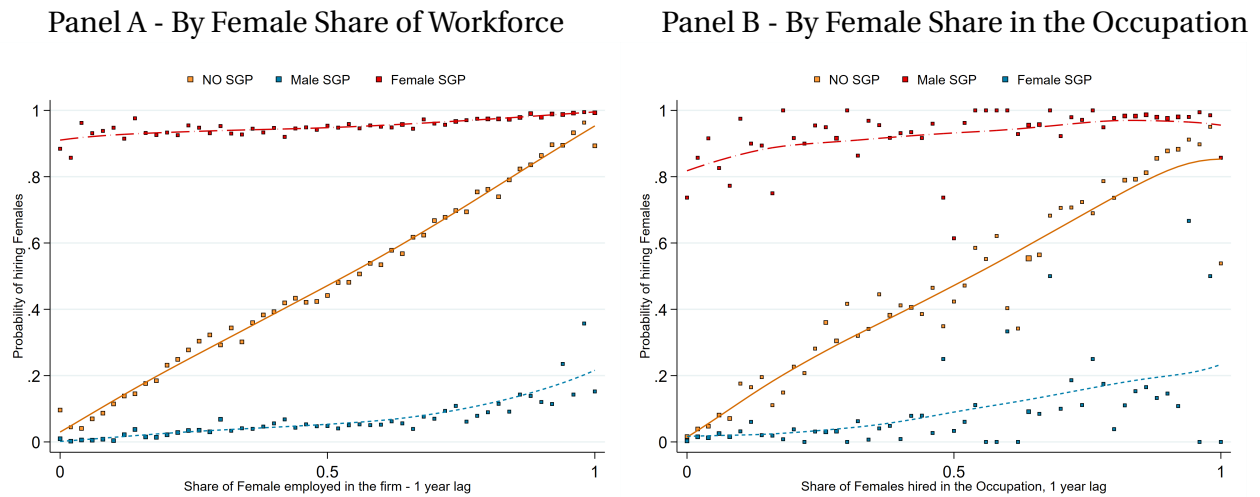 Panel A - By Female Share of Workforce
NO SGP Male SGP Female SGP
Probability of hiring Females
1
.8
.6
.4
.2
0
0 0.5 1
Share of Female employed in the firm - 1 year lag
Panel B - By Female Share in the Occupation
NO SGP Male SGP Female SGP
Probability of hiring Females
1
.8
.6
.4
.2
0
0 0.5 1
Share of Females hired in the Occupation, 1 year lag